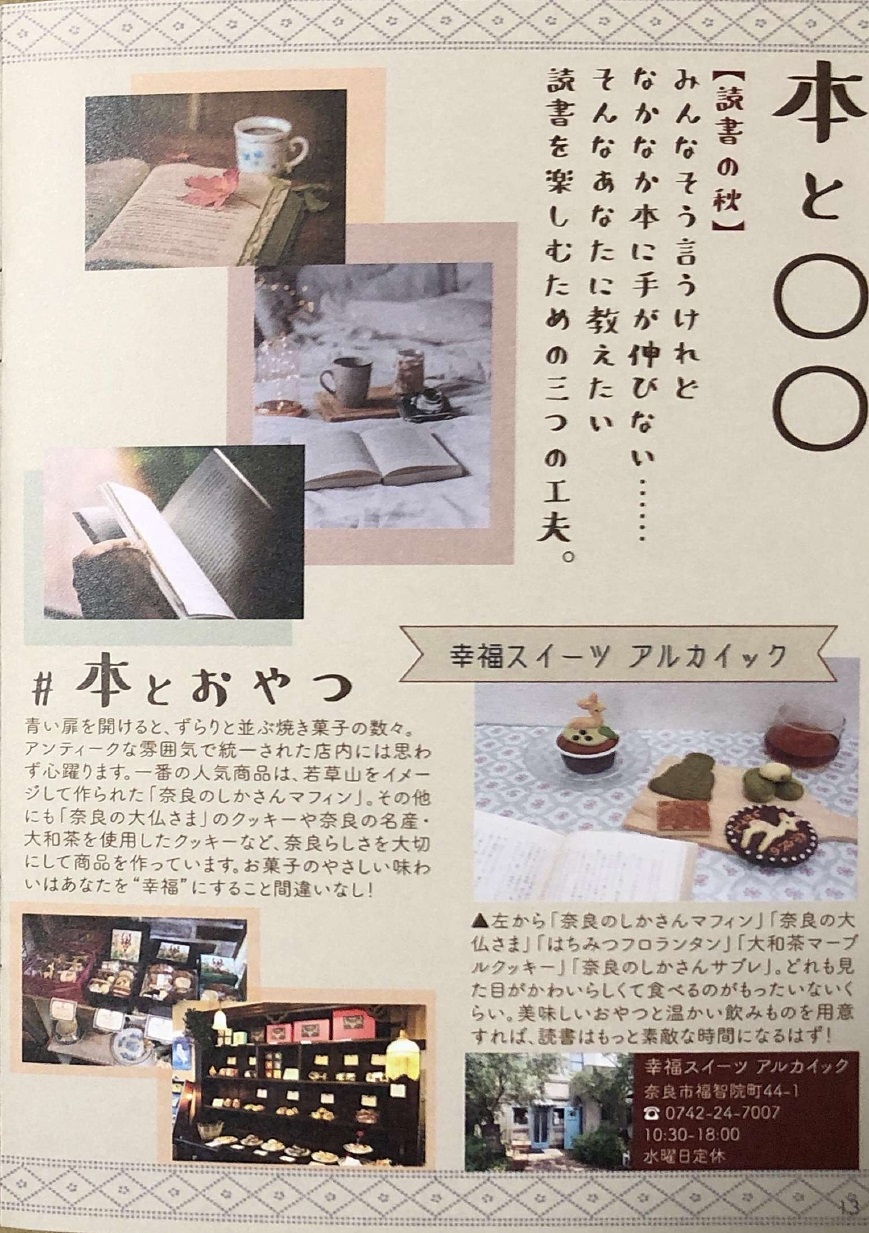 本と〇〇
【読書の秋】
みんなそう言うけれど
なかなか本に手が伸びない……
そんなあなたに教えたい
読書を楽しむための三つの工夫。
幸福スイーツ アルカイック
#本とおやつ
青い扉を開けると、ずらりと並ぶ焼き菓子の数々。
アンティークな雰囲気で統一された店内には思わ
ず心躍ります。一番の人気商品は、若草山をイメー
ジして作られた「奈良のしかさんマフィン」。その他
にも「奈良の大仏さま」のクッキーや奈良の名産・
大和茶を使用したクッキーなど、奈良らしさを大切
にして商品を作っています。お菓子のやさしい味わ
いはあなたを“幸福”にすること間違いなし！
▲左から「奈良のしかさんマフィン」「奈良の大
仏さま」「はちみつフロランタン」「大和茶マーブ
ルクッキー」「奈良のしかさんサブレ」。どれも見
た目がかわいらしくて食べるのがもったいないく
らい。美味しいおやつと温かい飲みものを用意
すれば、読書はもっと素敵な時間になるはず！
幸福スイーツ アルカイック
奈良市福智院町44-1
☎ 0742-24-7007
10:30-18:00
水曜日定休
13